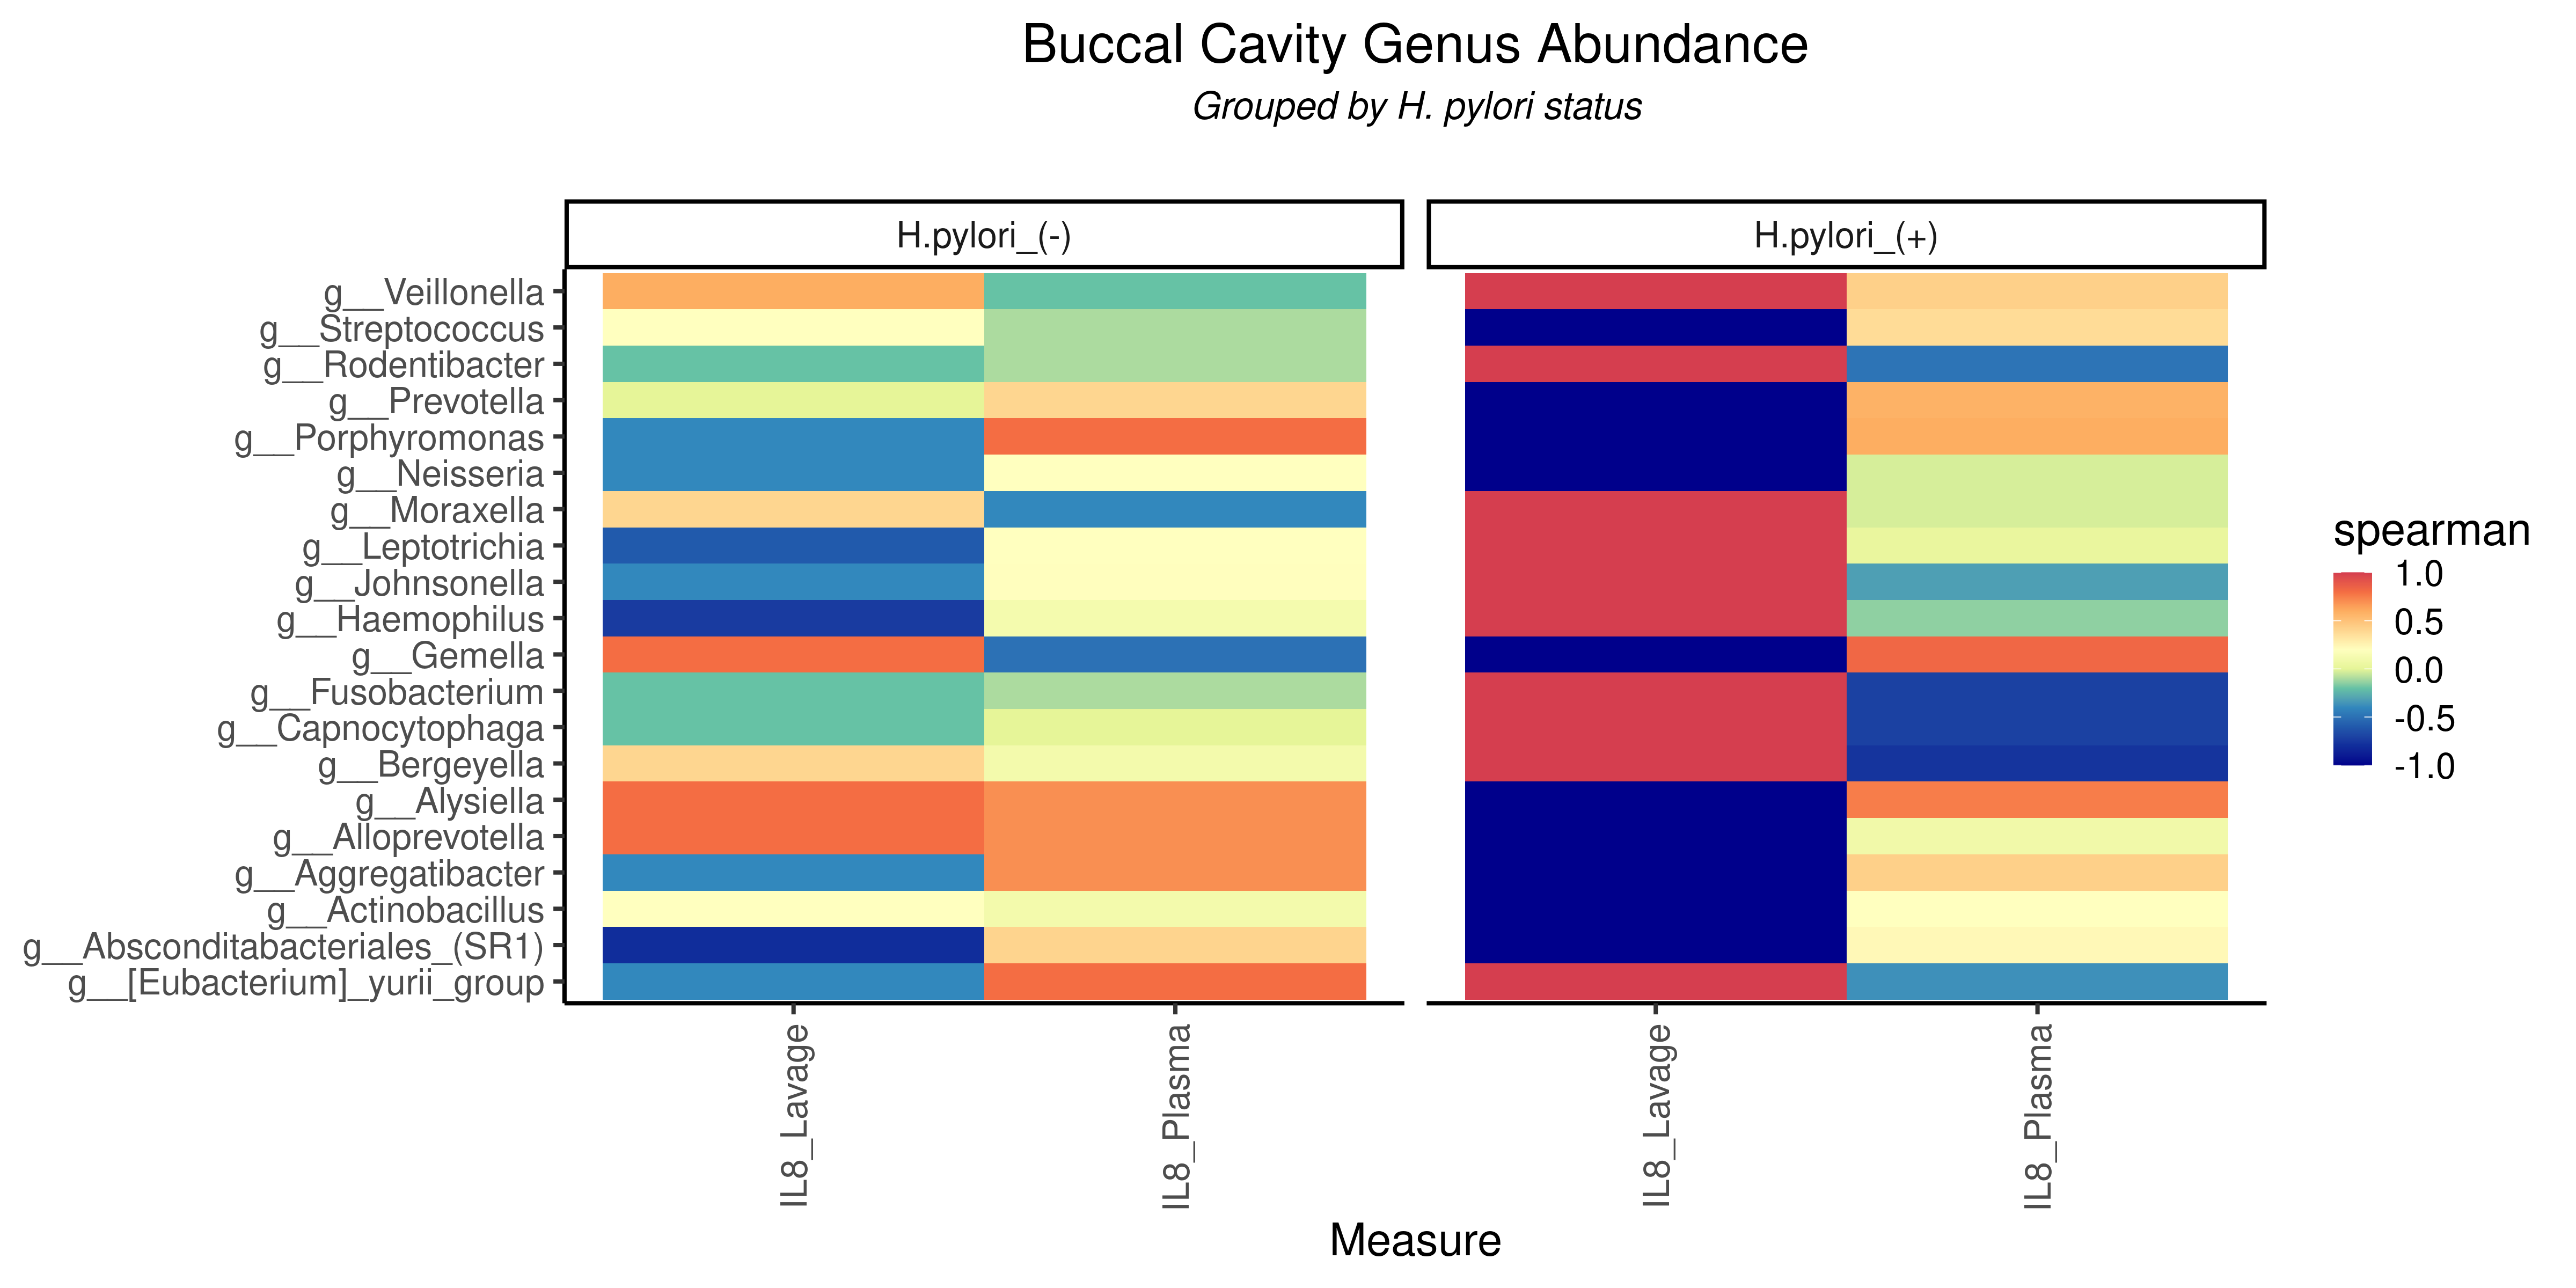 Buccal Cavity Genus Abundance
Grouped by H. pylori status
H.pylori_(-)
H.pylori_(+)
g__Veillonella
g__Streptococcus
g__Rodentibacter
g__Prevotella
g__Porphyromonas
g__Neisseria
g__Moraxella
g__Leptotrichia
g__Johnsonella
g__Haemophilus
g__Gemella
g__Fusobacterium
g__Capnocytophaga
g__Bergeyella
g__Alysiella
g__Alloprevotella
g__Aggregatibacter
g__Actinobacillus
g__Absconditabacteriales_(SR1)
g__[Eubacterium]_yurii_group
IL8_Lavage
IL8_Plasma
IL8_Lavage
IL8_Plasma
Measure
spearman
1.0
0.5
0.0
-0.5
-1.0